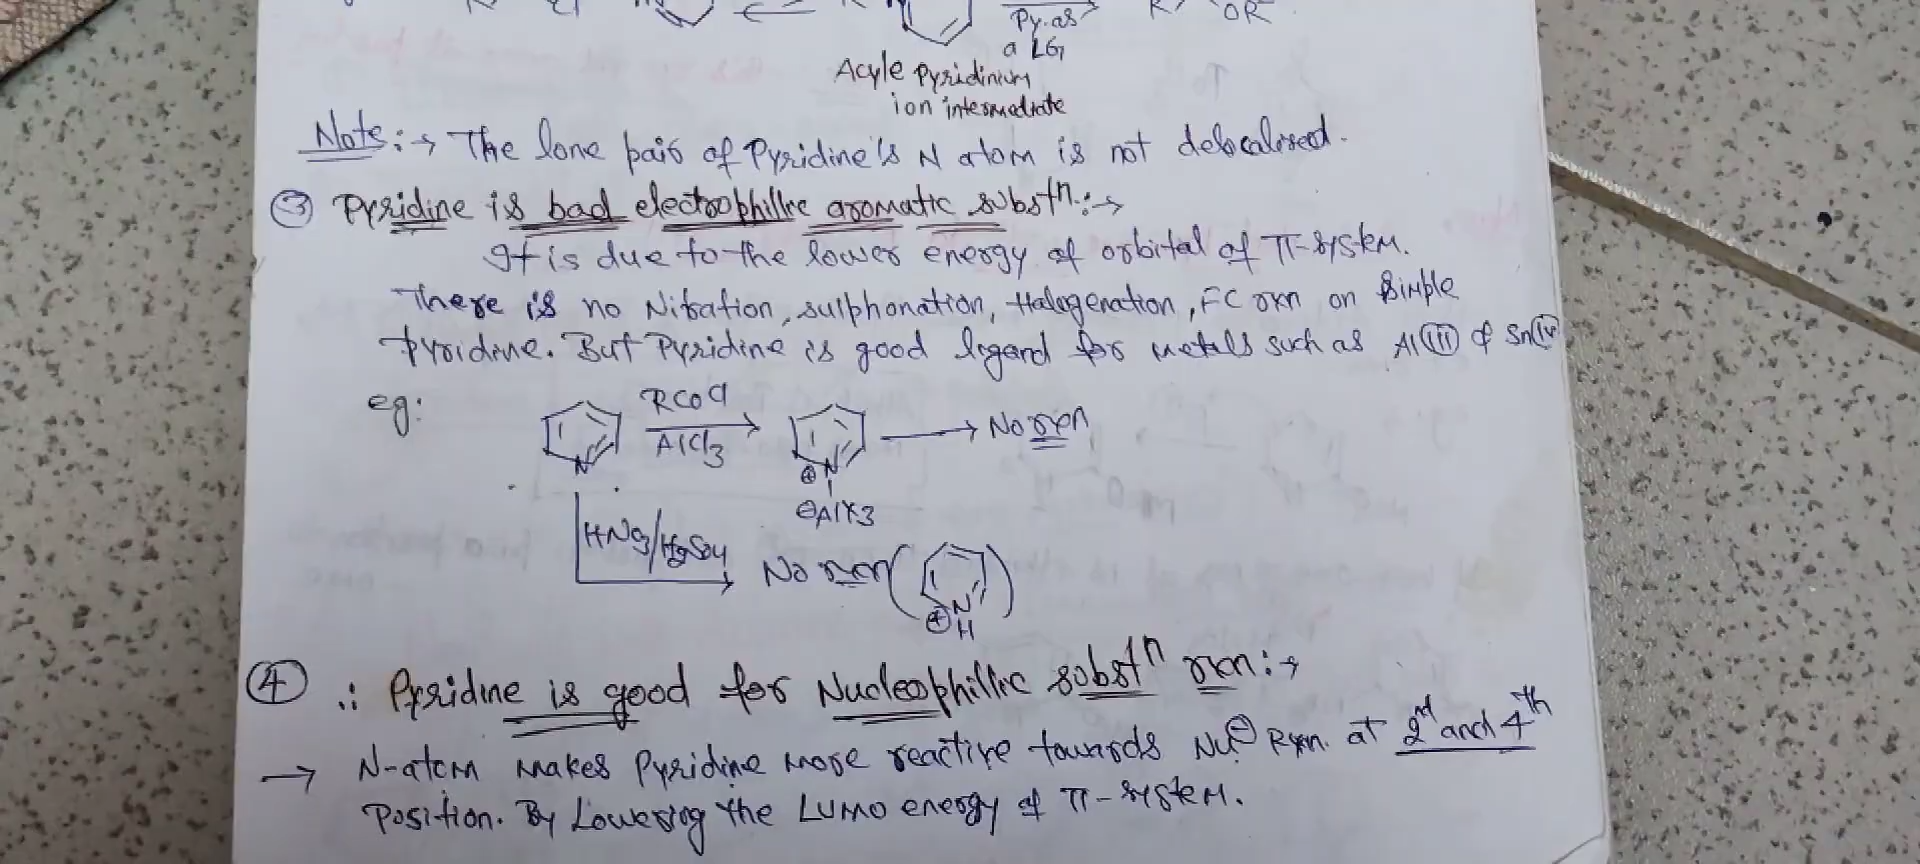 Py. as
OR
a LG
Acyle Pyridinium
ion intermediate
Note:→ The lone pair of Pyridine's N atom is not delocalised.
③ Pyridine is bad electrophillic aromatic substⁿ:→
It is due to the lower energy of orbital of π-system.
There is no Nitration, sulphonation, Halogenation, FC rxn on Simple
Pyridine. But Pyridine is good ligand for metals such as Al(III) & Sn(IV)
eg:
RCOCl
AlCl3
N
⊕N
⊖AlX3
No rxn
HNO3/H2SO4
No rxn
⊕N
H
④ ∴ Pyridine is good for Nucleophillic substⁿ rxn:→
→ N-atom makes Pyridine more reactive towards Nu⊖ Rxn. at 2nd and 4th
Position. By Lowering the LUMO energy of π-system.